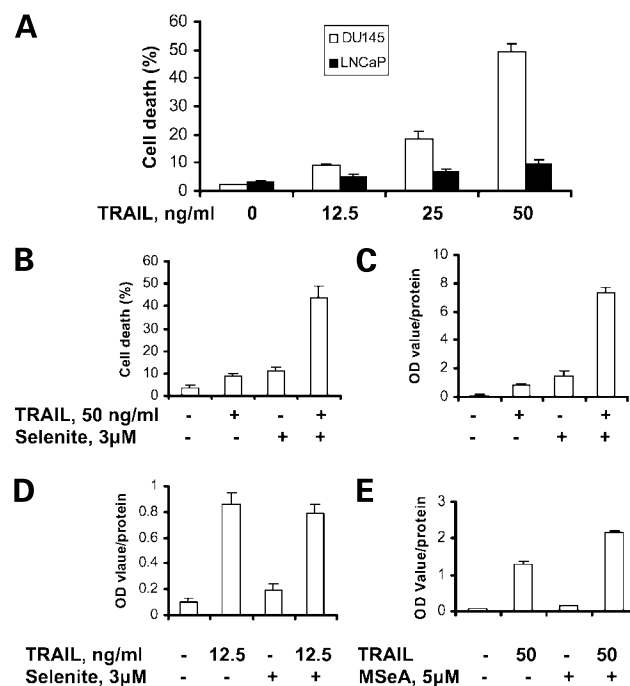 A
Cell death (%)
60
50
40
30
20
10
0
DU145
LNCaP
TRAIL, ng/ml 0 12.5 25 50
B
Cell death (%)
60
50
40
30
20
10
0
TRAIL, 50 ng/ml - + - +
Selenite, 3µM - - + +
C
OD value/protein
8
6
4
2
0
- + - +
- - + +
D
OD vlaue/protein
1
0.8
0.6
0.4
0.2
0
TRAIL, ng/ml - 12.5 - 12.5
Selenite, 3µM - - + +
E
OD Value/protein
3
2
1
0
TRAIL - 50 - 50
MSeA, 5µM - - + +